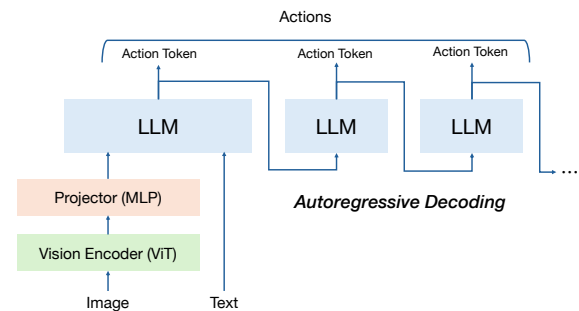 Actions
Action Token
Action Token
Action Token
LLM
LLM
LLM
...
Projector (MLP)
Autoregressive Decoding
Vision Encoder (ViT)
Image
Text